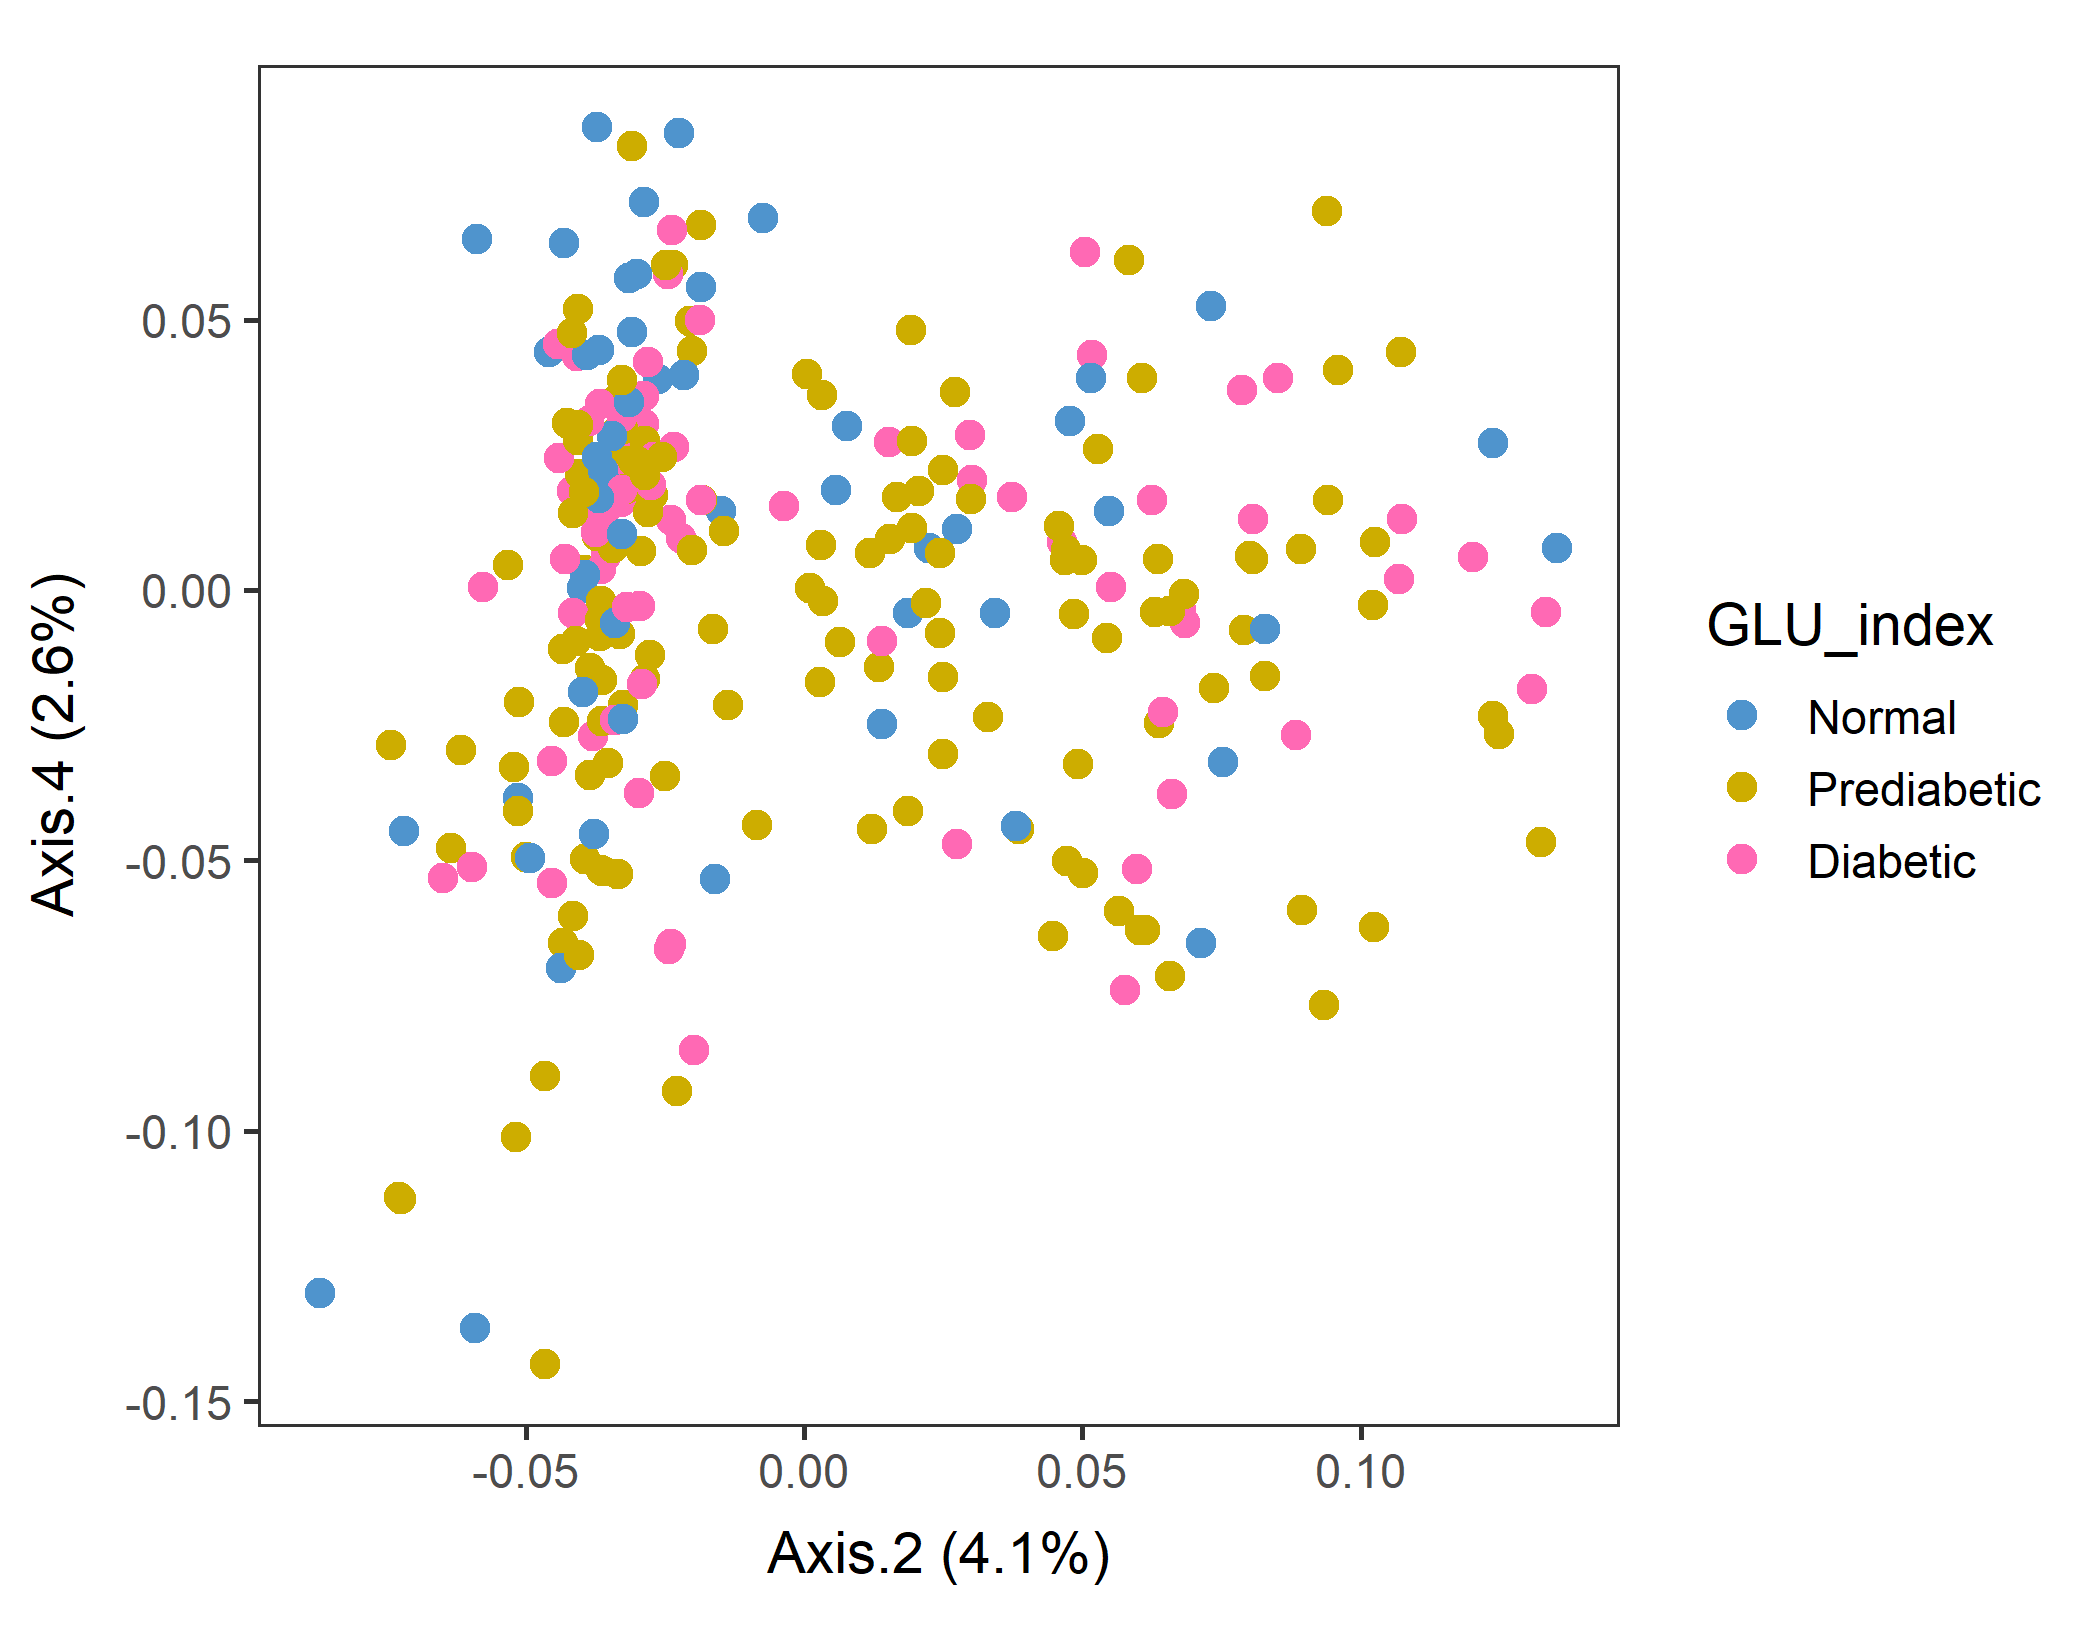 0.05
0.00
-0.05
-0.10
-0.15
Axis.4 (2.6%)
-0.05 0.00 0.05 0.10
Axis.2 (4.1%)
GLU_index
Normal
Prediabetic
Diabetic